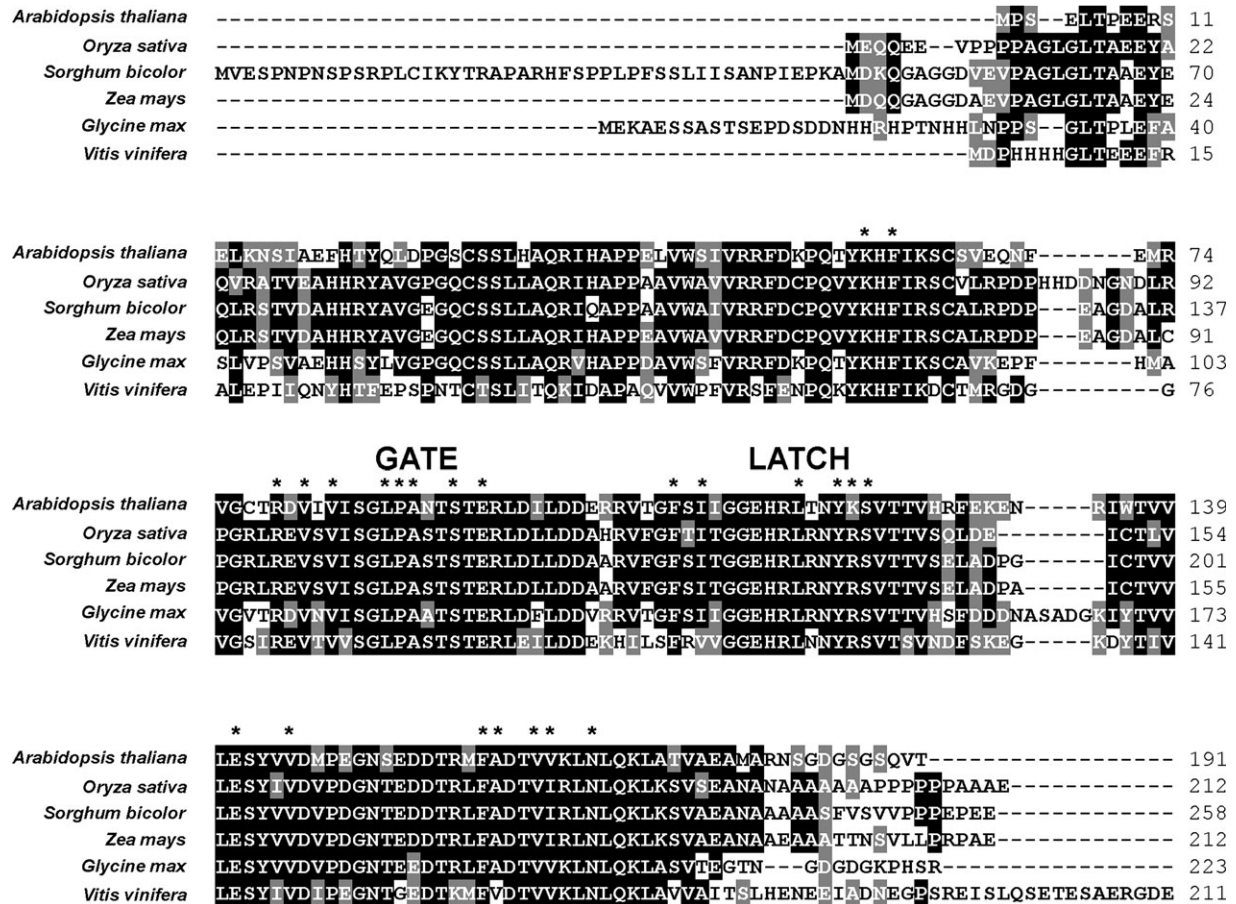 Arabidopsis thaliana ---------------------------------------------------------MPS--ELTPEERS 11
Oryza sativa ----------------------------------------------MEQQEE--VPPPPAGLGLTAEEYA 22
Sorghum bicolor MVESPNPNSPSRPLCIKYTRAPARHFSPPLPFSSLIISANPIEPKAMDKQGAGGDVEVPAGLGLTAAEYE 70
Zea mays ----------------------------------------------MDQQGAGGDAEVPAGLGLTAAEYE 24
Glycine max ----------------------------MEKAESSASTSEPDSDDNHHRHPTNHHLNPPS--GLTPLEFA 40
Vitis vinifera -------------------------------------------------------MDPHHHHGLTEEEFR 15
* *
Arabidopsis thaliana ELKNSIAEFHTYQLDPGSCSSLHAQRIHAPPELVWSIVRRFDKPQTYKHFIKSCSVEQNF-------EMR 74
Oryza sativa QVRATVEAHHRYAVGPGQCSSLLAQRIHAPPAAVWAVVRRFDCPQVYKHFIRSCVLRPDPHHDDNGNDLR 92
Sorghum bicolor QLRSTVDAHHRYAVGEGQCSSLLAQRIQAPPAAVWAIVRRFDCPQVYKHFIRSCALRPDP---EAGDALR 137
Zea mays QLRSTVDAHHRYAVGEGQCSSLLAQRIHAPPEAVWAVVRRFDCPQVYKHFIRSCALRPDP---EAGDALC 91
Glycine max SLVPSVAEHHSYLVGPGQCSSLLAQRVHAPPDAVWSFVRRFDKPQTYKHFIKSCAVKEPF-------HMA 103
Vitis vinifera ALEPIIQNYHTFEPSPNTCTSLITQKIDAPAQVVWPFVRSFENPQKYKHFIKDCTMRGDG---------G 76
GATE LATCH
* * * *** * * * * * ** *
Arabidopsis thaliana VGCTRDVIVISGLPANTSTERLDILDDERRVTGFSIIGGEHRLTNYKSVTTVHRFEKEN-----RIWTVV 139
Oryza sativa PGRLREVSVISGLPASTSTERLDLLDDAHRVFGFTITGGEHRLRNYRSVTTVSQLDE--------ICTLV 154
Sorghum bicolor PGRLREVSVISGLPASTSTERLDLLDDAARVFGFSITGGEHRLRNYRSVTTVSELADPG------ICTVV 201
Zea mays PGRLREVSVISGLPASTSTERLDLLDDAARVFGFSITGGEHRLRNYRSVTTVSELADPA------ICTVV 155
Glycine max VGVTRDVNVISGLPAATSTERLDFLDDVRRVTGFSIIGGEHRLRNYRSVTTVHSFDDDNASADGKIYTVV 173
Vitis vinifera VGSIREVTVVSGLPASTSTERLEILDDEKHILSFRVVGGEHRLNNYRSVTSVNDFSKEG-----KDYTIV 141
* * ** ** *
Arabidopsis thaliana LESYVVDMPEGNSEDDTRMFADTVVKLNLQKLATVAEAMARNSGDGSGSQVT------------------ 191
Oryza sativa LESYIVDVPDGNTEDDTRLFADTVIRLNLQKLKSVSEANANAAAAAAAPPPPPPAAAE------------ 212
Sorghum bicolor LESYVVDVPDGNTEDDTRLFADTVIRLNLQKLKSVAEANAAAAASFVSVVPPPEPEE------------- 258
Zea mays LESYVVDVPDGNTEDDTRLFADTVIRLNLQKLKSVAEANAAEAAATTNSVLLPRPAE------------- 212
Glycine max LESYVVDVPDGNTEEDTRLFADTVVKLNLQKLASVTEGTN---GDGDGKPHSR----------------- 223
Vitis vinifera LESYIVDIPEGNTGEDTKMFVDTVVKLNLQKLAVVAITSLHENEEIADNEGPSREISLQSETESAERGDE 211